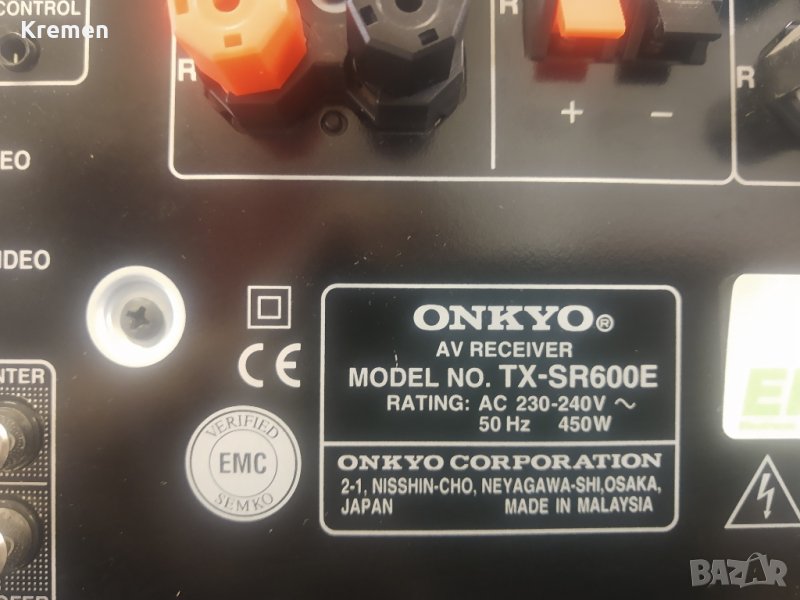 CONTROL
Kremen
R
R
R
+ −
EO
IDEO
ONKYO®
AV RECEIVER
MODEL NO. TX-SR600E
RATING: AC 230-240V ~
50 Hz 450W
ONKYO CORPORATION
2-1, NISSHIN-CHO, NEYAGAWA-SHI,OSAKA,
JAPAN MADE IN MALAYSIA
CE
VERIFIED
EMC
SEMKO
NTER
BAZAR